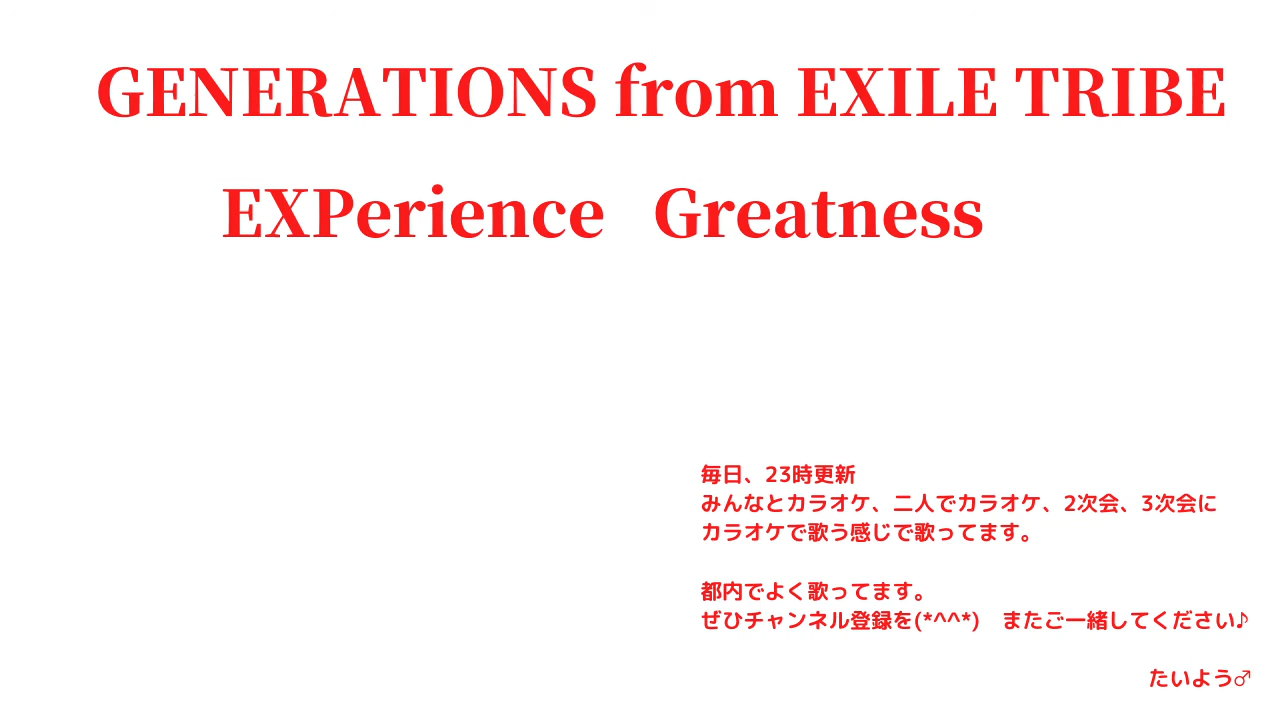 GENERATIONS from EXILE TRIBE
EXPerience Greatness
毎日、23時更新
みんなとカラオケ、二人でカラオケ、2次会、3次会に
カラオケで歌う感じで歌ってます。
都内でよく歌ってます。
ぜひチャンネル登録を(*^^*)　またご一緒してください♪
たいよう♂